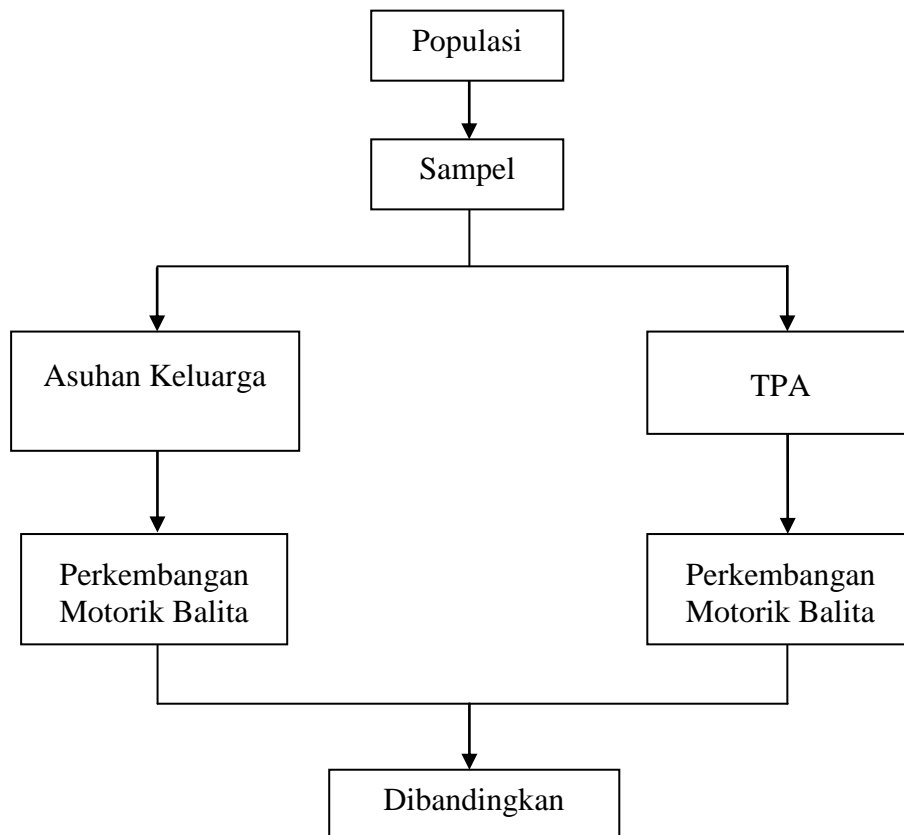 Populasi
Sampel
Asuhan Keluarga
TPA
Perkembangan
Motorik Balita
Perkembangan
Motorik Balita
Dibandingkan